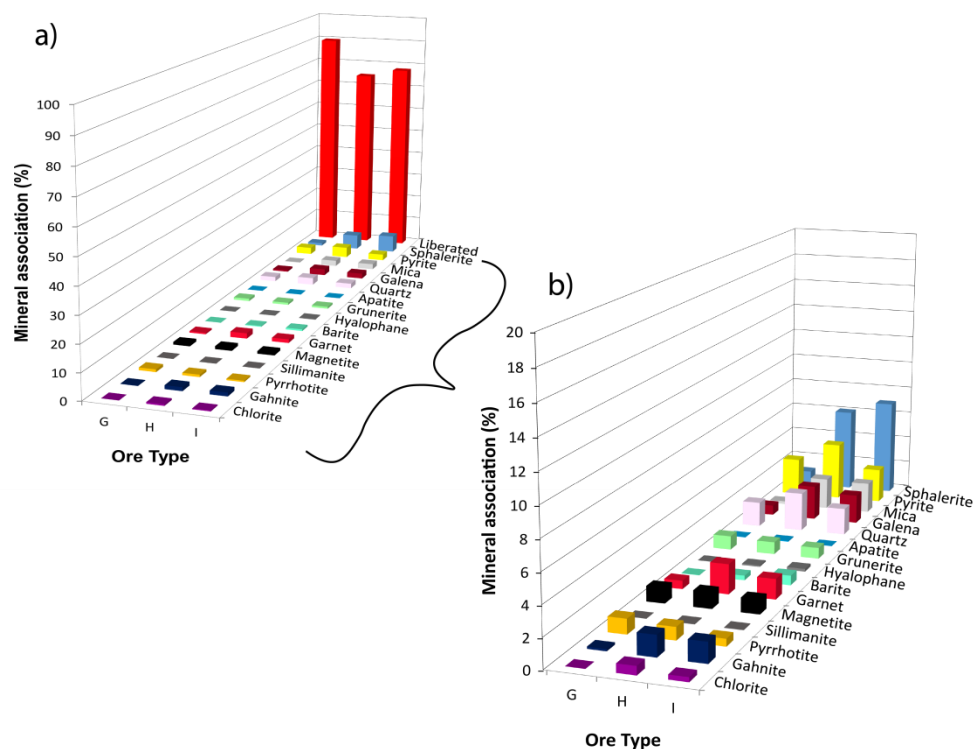 a)
Mineral association (%)
100
90
80
70
60
50
40
30
20
10
0
G H I
Ore Type
Liberated
Sphalerite
Pyrite
Mica
Galena
Quartz
Apatite
Grunerite
Hyalophane
Barite
Garnet
Magnetite
Sillimanite
Pyrrhotite
Gahnite
Chlorite
b)
Mineral association (%)
20
18
16
14
12
10
8
6
4
2
0
G H I
Ore Type
Sphalerite
Pyrite
Mica
Galena
Quartz
Apatite
Grunerite
Hyalophane
Barite
Garnet
Magnetite
Sillimanite
Pyrrhotite
Gahnite
Chlorite